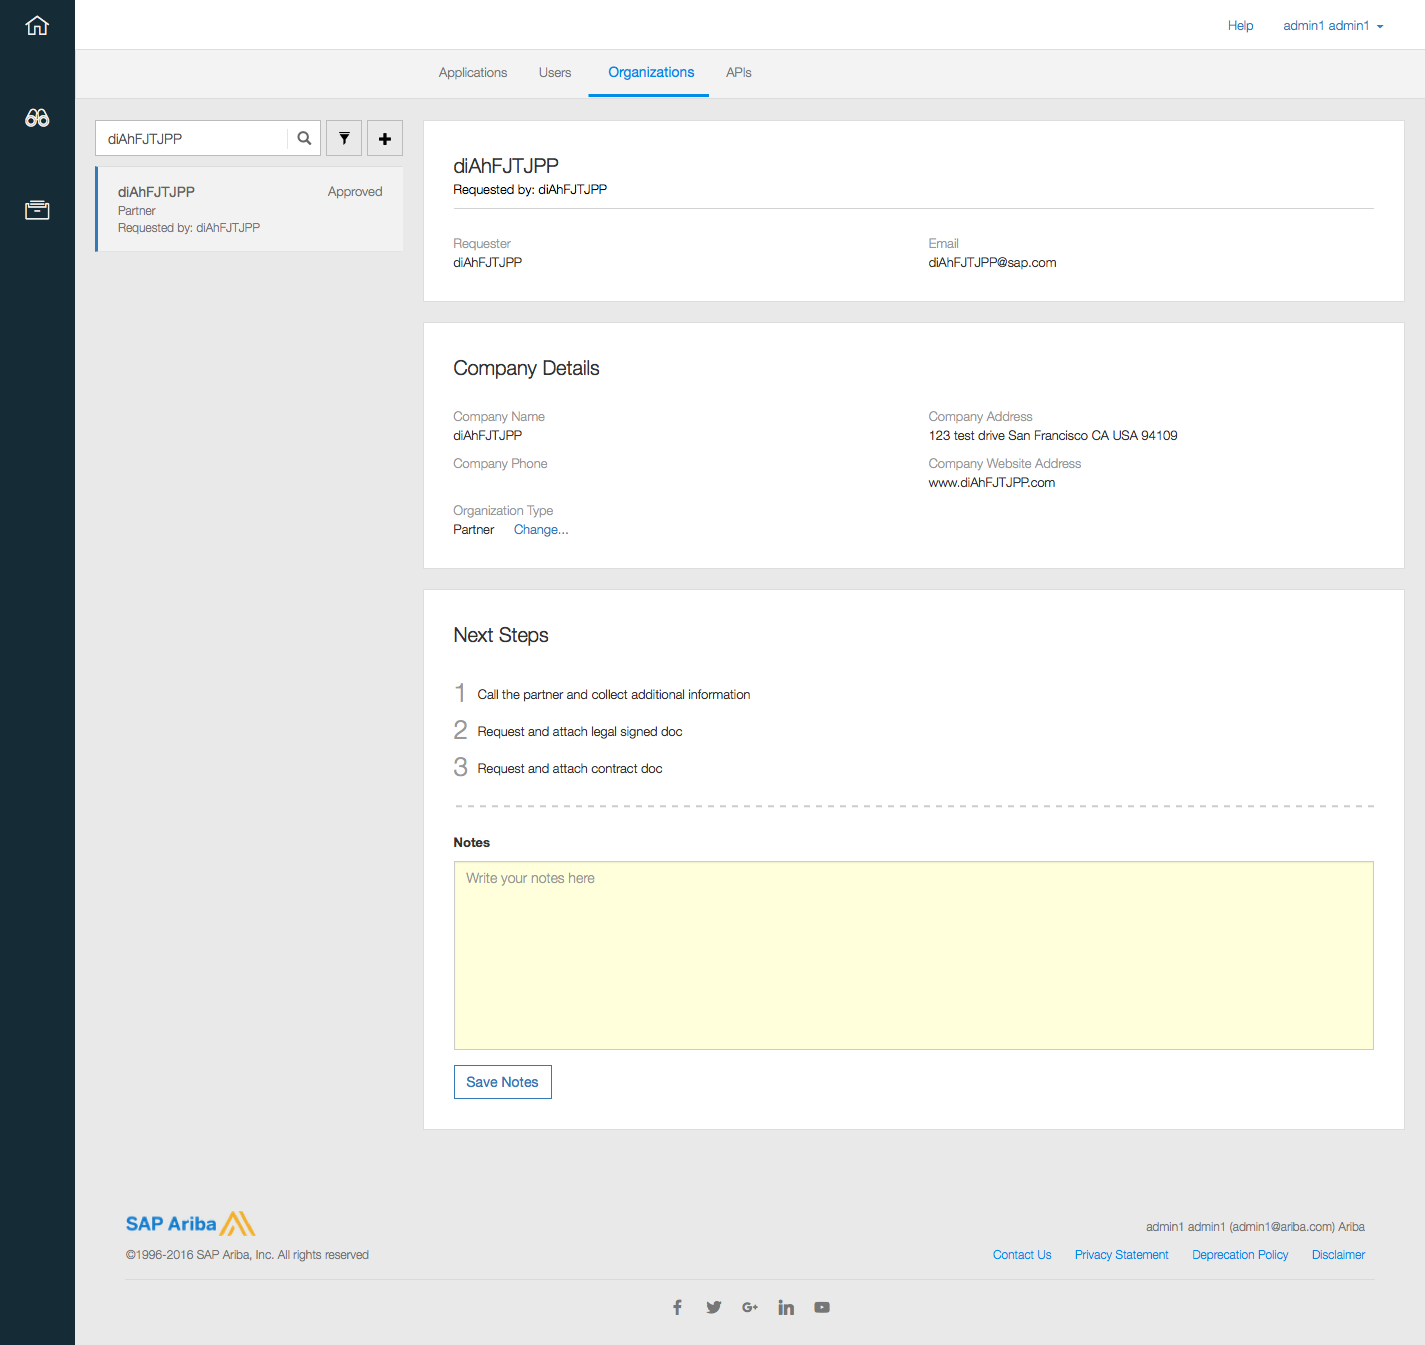 Help admin1 admin1
Applications Users Organizations APIs
diAhFJTJPP
diAhFJTJPP Approved
Partner
Requested by: diAhFJTJPP
diAhFJTJPP
Requested by: diAhFJTJPP
Requester Email
diAhFJTJPP diAhFJTJPP@sap.com
Company Details
Company Name Company Address
diAhFJTJPP 123 test drive San Francisco CA USA 94109
Company Phone Company Website Address
www.diAhFJTJPP.com
Organization Type
Partner Change...
Next Steps
1 Call the partner and collect additional information
2 Request and attach legal signed doc
3 Request and attach contract doc
Notes
Write your notes here
Save Notes
SAP Ariba
admin1 admin1 (admin1@ariba.com) Ariba
©1996-2016 SAP Ariba, Inc. All rights reserved
Contact Us Privacy Statement Deprecation Policy Disclaimer